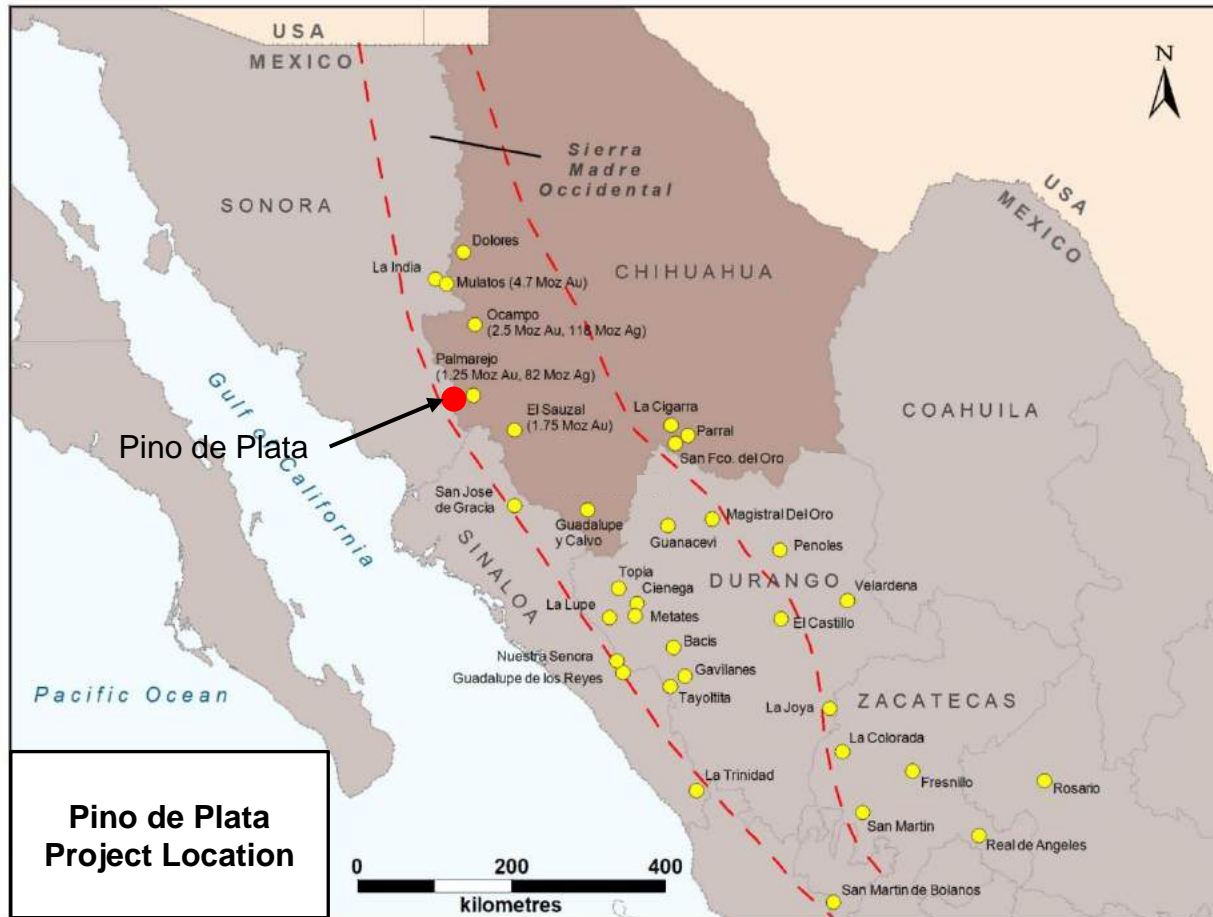 USA
MEXICO
N
Sierra
Madre
Occidental
USA
MEXICO
SONORA
Dolores
La India
CHIHUAHUA
Mulatos (4.7 Moz Au)
Ocampo
(2.5 Moz Au, 118 Moz Ag)
Palmarejo
(1.25 Moz Au, 82 Moz Ag)
Gulf of California
COAHUILA
La Cigarra
El Sauzal
(1.75 Moz Au)
Parral
Pino de Plata
San Fco. del Oro
San Jose
de Gracia
Guadalupe
y Calvo
Magistral Del Oro
Guanacevi
Penoles
SINALOA
Topia
DURANGO
Cienega
Velardena
La Lupe
Metates
El Castillo
Bacis
Nuestra Senora
Guadalupe de los Reyes
Gavilanes
Tayoltita
Pacific Ocean
La Joya
ZACATECAS
La Colorada
La Trinidad
Fresnillo
Rosario
Pino de Plata
Project Location
San Martin
Real de Angeles
0 200 400
kilometres
San Martin de Bolanos